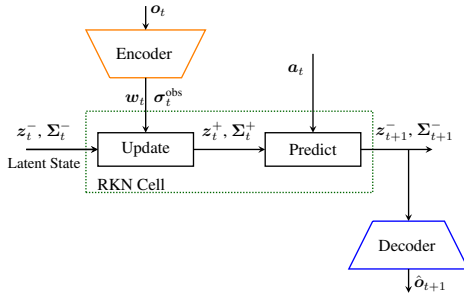 o_t
Encoder
w_t σ_t^obs
a_t
z_t^-, Σ_t^-
z_t^+, Σ_t^+
z_{t+1}^-, Σ_{t+1}^-
Update
Predict
Latent State
RKN Cell
Decoder
ô_{t+1}